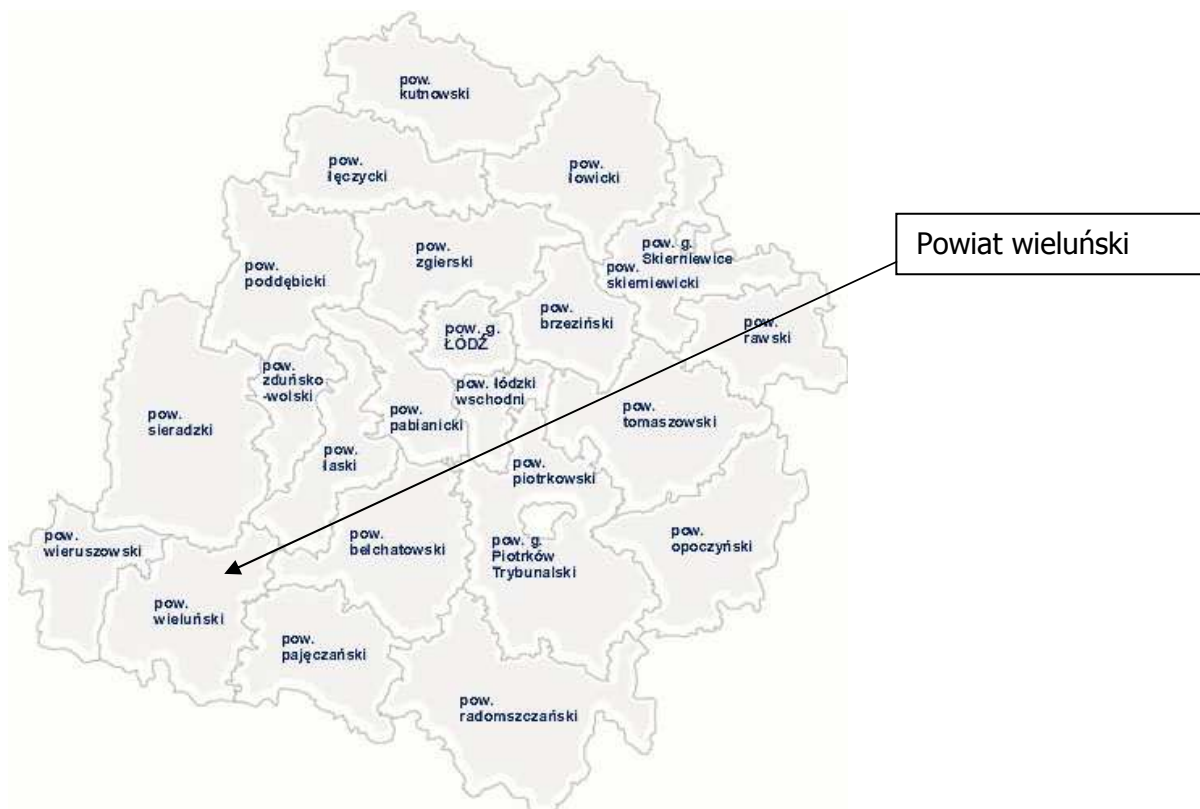 pow.
kutnowski
pow.
łęczycki
pow.
łowicki
pow. g.
Skierniewice
pow.
skierniewicki
pow.
zgierski
pow.
poddębicki
pow.
brzeziński
pow.
rawski
pow. g.
ŁÓDŹ
pow.
zduńsko
-wolski
pow. łódzki
wschodni
pow.
pabianicki
pow.
tomaszowski
pow.
sieradzki
pow.
łaski
pow.
piotrkowski
pow.
opoczyński
pow.
wieruszowski
pow.
bełchatowski
pow. g.
Piotrków
Trybunalski
pow.
wieluński
pow.
pajęczański
pow.
radomszczański
Powiat wieluński